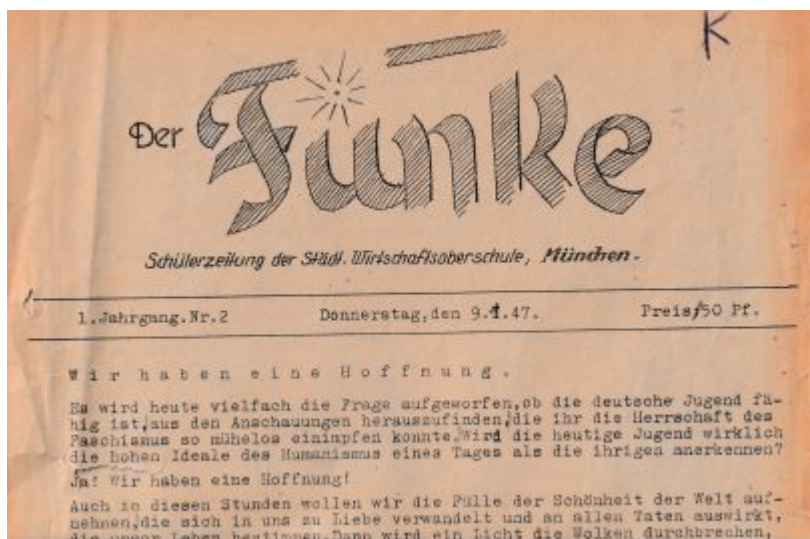 K
Der Funke
Schülerzeitung der Städt. Wirtschaftsoberschule, München.
1.Jahrgang.Nr.2 Donnerstag,den 9.1.47. Preis/50 Pf.
Wir haben eine Hoffnung.
Es wird heute vielfach die Frage aufgeworfen,ob die deutsche Jugend fä-
hig ist,aus den Anschauungen herauszufinden,die ihr die Herrschaft des
Faschismus so mühelos einimpfen konnte.Wird die heutige Jugend wirklich
die hohen Ideale des Humanismus eines Tages als die ihrigen anerkennen?
Ja! Wir haben eine Hoffnung!
Auch in diesen Stunden wollen wir die Fülle der Schönheit der Welt auf-
nehmen,die sich in uns zu Liebe verwandelt und an allen Taten auswirkt,
die unser Leben bestimmen.Dann wird ein Licht die Wolken durchbrechen,